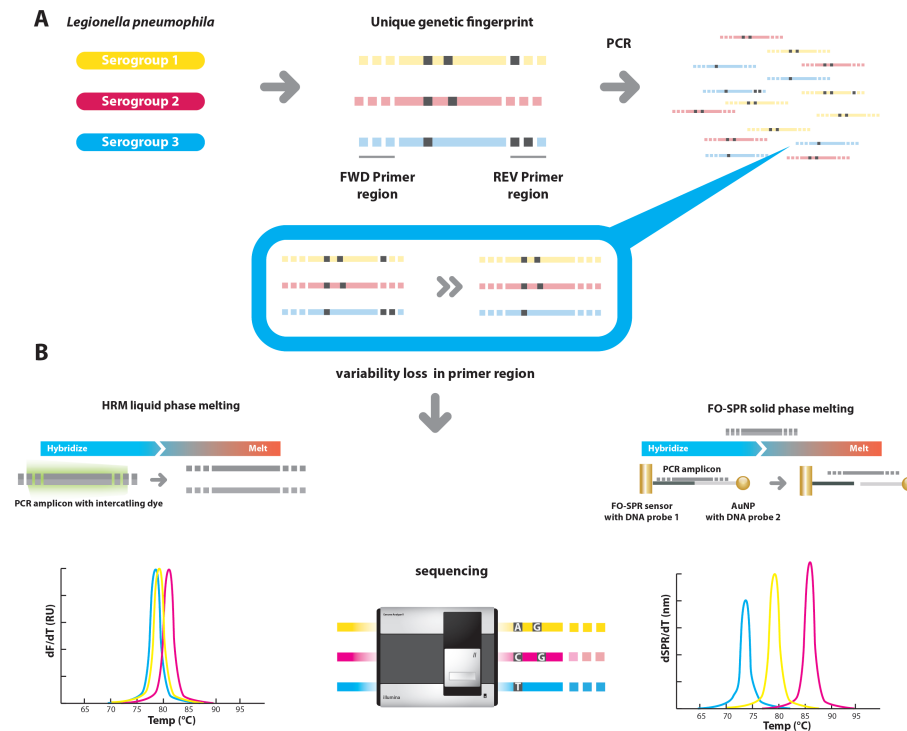 A
Legionella pneumophila
Unique genetic fingerprint
PCR
Serogroup 1
Serogroup 2
Serogroup 3
FWD Primer
region
REV Primer
region
variability loss in primer region
B
HRM liquid phase melting
Hybridize
Melt
PCR amplicon with intercatling dye
FO-SPR solid phase melting
Hybridize
Melt
PCR amplicon
FO-SPR sensor
with DNA probe 1
AuNP
with DNA probe 2
dF/dT (RU)
65 70 75 80 85 90 95
Temp (°C)
sequencing
illumina
A G
C G
T
dSPR/dT (nm)
65 70 75 80 85 90 95
Temp (°C)